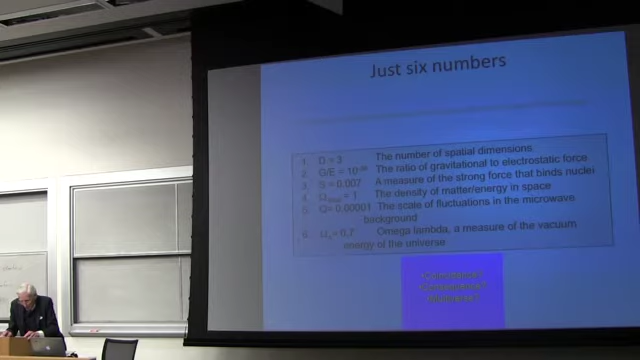 Just six numbers
1. D = 3 The number of spatial dimensions
2. G/E = 10 The ratio of gravitational to electrostatic force
3. S = 0.007 A measure of the strong force that binds nuclei
4. Ω = 1 The density of matter/energy in space
5. Q= 0.00001 The scale of fluctuations in the microwave
background
6. Ω = 0.7 Omega lambda, a measure of the vacuum
energy of the universe
*Coincidence?
*Consequence?
*Multiverse?